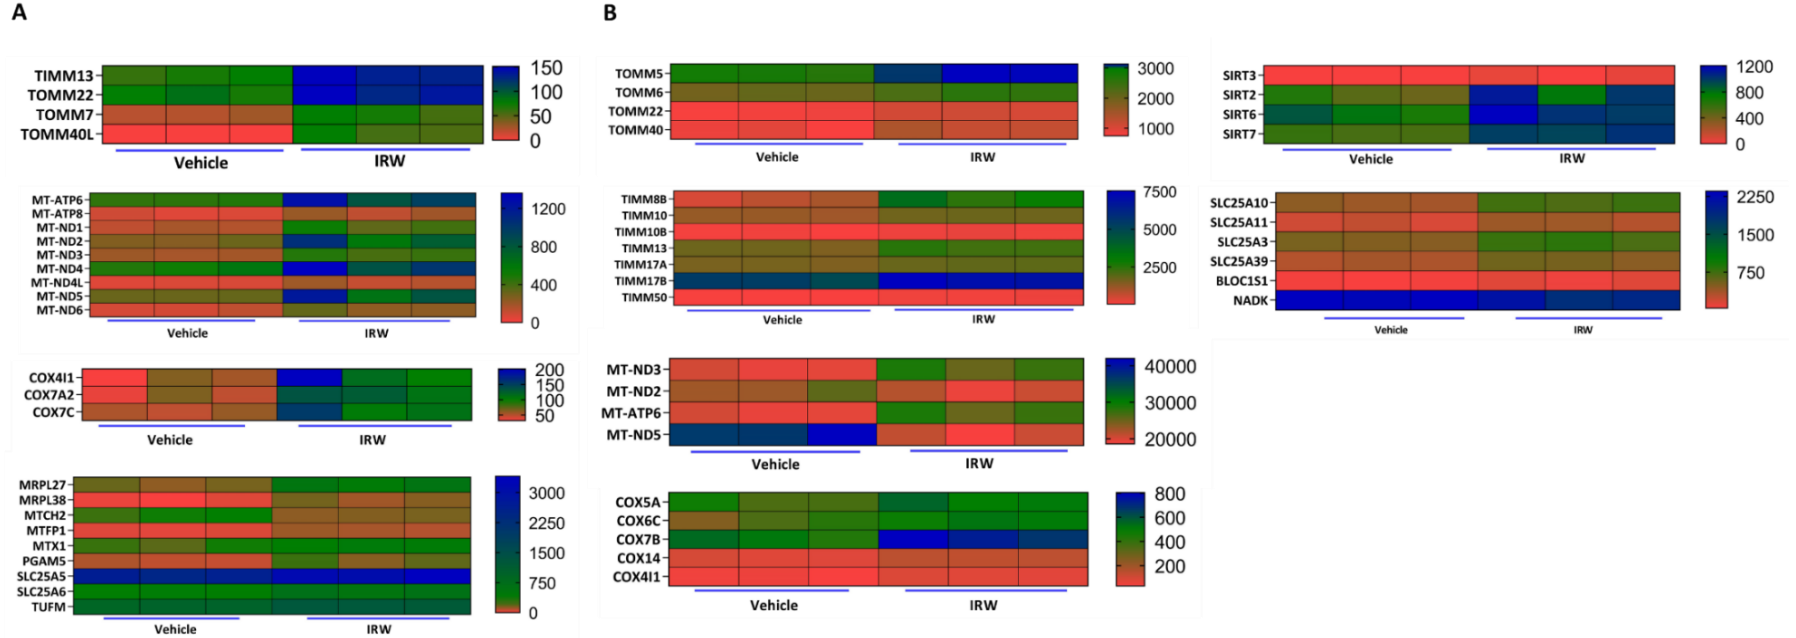 A
TIMM13
TOMM22
TOMM7
TOMM40L
150
100
50
0
Vehicle
IRW
MT-ATP6
MT-ATP8
MT-ND1
MT-ND2
MT-ND3
MT-ND4
MT-ND4L
MT-ND5
MT-ND6
1200
800
400
0
Vehicle
IRW
COX4I1
COX7A2
COX7C
200
150
100
50
Vehicle
IRW
MRPL27
MRPL38
MTCH2
MTFP1
MTX1
PGAM5
SLC25A5
SLC25A6
TUFM
3000
2250
1500
750
0
Vehicle
IRW
B
TOMM5
TOMM6
TOMM22
TOMM40
3000
2000
1000
Vehicle
IRW
TIMM8B
TIMM10
TIMM10B
TIMM13
TIMM17A
TIMM17B
TIMM50
7500
5000
2500
Vehicle
IRW
MT-ND3
MT-ND2
MT-ATP6
MT-ND5
40000
30000
20000
Vehicle
IRW
COX5A
COX6C
COX7B
COX14
COX4I1
800
600
400
200
Vehicle
IRW
SIRT3
SIRT2
SIRT6
SIRT7
1200
800
400
0
Vehicle
IRW
SLC25A10
SLC25A11
SLC25A3
SLC25A39
BLOC1S1
NADK
2250
1500
750
Vehicle
IRW